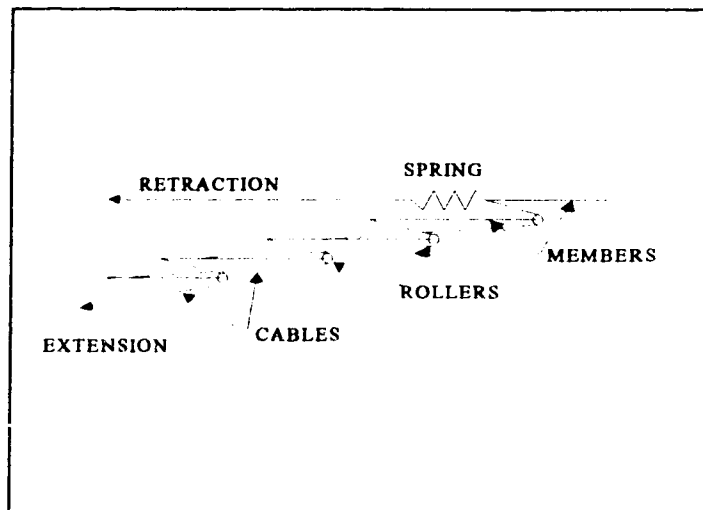 SPRING
RETRACTION
MEMBERS
ROLLERS
CABLES
EXTENSION